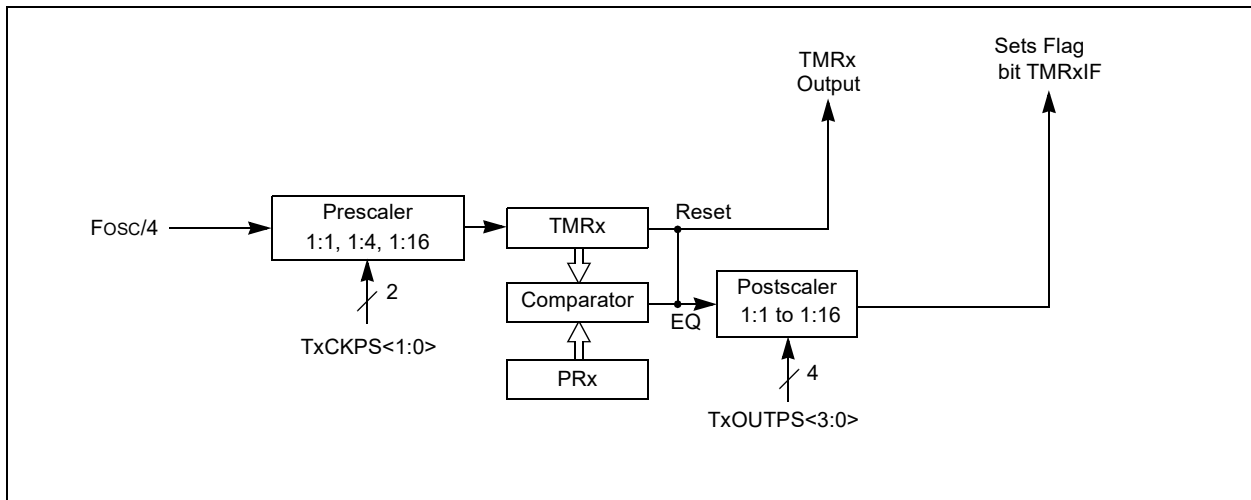 TMRx
Output
Sets Flag
bit TMRxIF
Fosc/4
Prescaler
1:1, 1:4, 1:16
TMRx
Reset
2
TxCKPS<1:0>
Comparator
EQ
Postscaler
1:1 to 1:16
PRx
4
TxOUTPS<3:0>